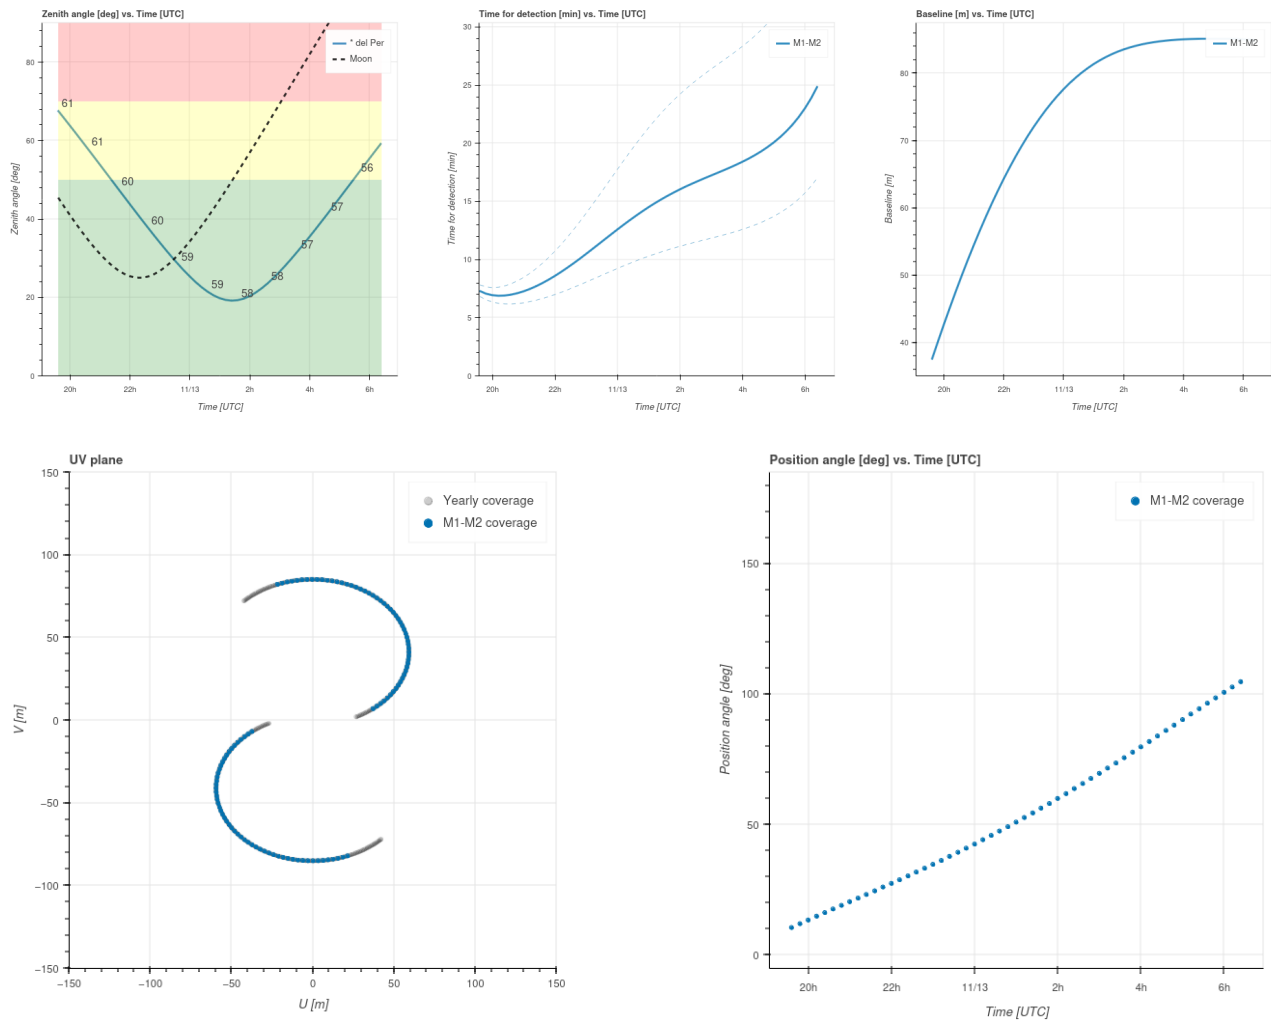 Zenith angle [deg] vs. Time [UTC]
Zenith angle [deg]
80
60
40
20
0
* del Per
Moon
61
61
60
60
59
59
58
58
57
57
56
20h
22h
11/13
2h
4h
6h
Time [UTC]
Time for detection [min] vs. Time [UTC]
Time for detection [min]
30
25
20
15
10
5
0
M1-M2
20h
22h
11/13
2h
4h
6h
Time [UTC]
Baseline [m] vs. Time [UTC]
Baseline [m]
80
70
60
50
40
M1-M2
20h
22h
11/13
2h
4h
6h
Time [UTC]
UV plane
V [m]
150
100
50
0
−50
−100
−150
Yearly coverage
M1-M2 coverage
−150
−100
−50
0
50
100
150
U [m]
Position angle [deg] vs. Time [UTC]
Position angle [deg]
150
100
50
0
M1-M2 coverage
20h
22h
11/13
2h
4h
6h
Time [UTC]